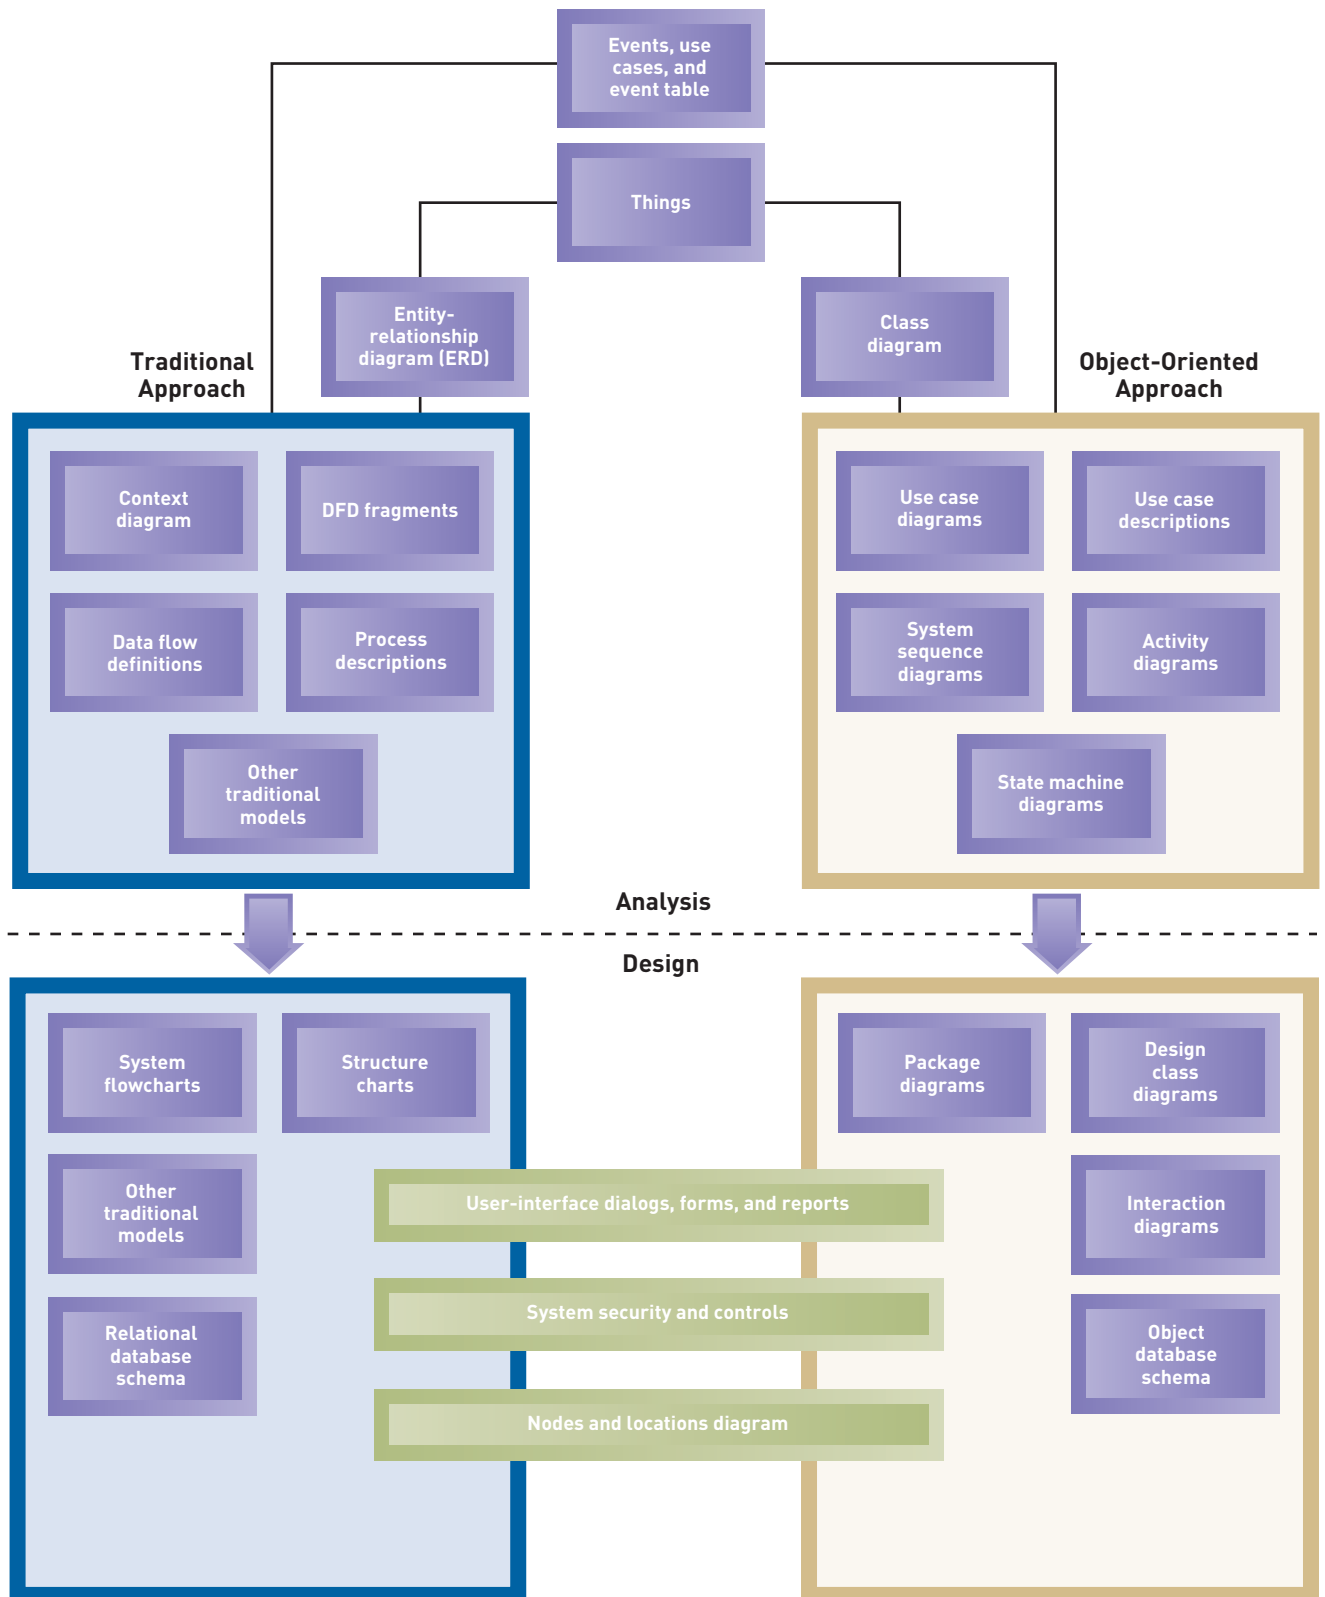 Events, use
cases, and
event table
Things
Entity-
relationship
diagram (ERD)
Class
diagram
Traditional
Approach
Object-Oriented
Approach
Context
diagram
DFD fragments
Use case
diagrams
Use case
descriptions
Data flow
definitions
Process
descriptions
System
sequence
diagrams
Activity
diagrams
Other
traditional
models
State machine
diagrams
Analysis
Design
System
flowcharts
Structure
charts
Package
diagrams
Design
class
diagrams
Other
traditional
models
User-interface dialogs, forms, and reports
Interaction
diagrams
System security and controls
Relational
database
schema
Object
database
schema
Nodes and locations diagram